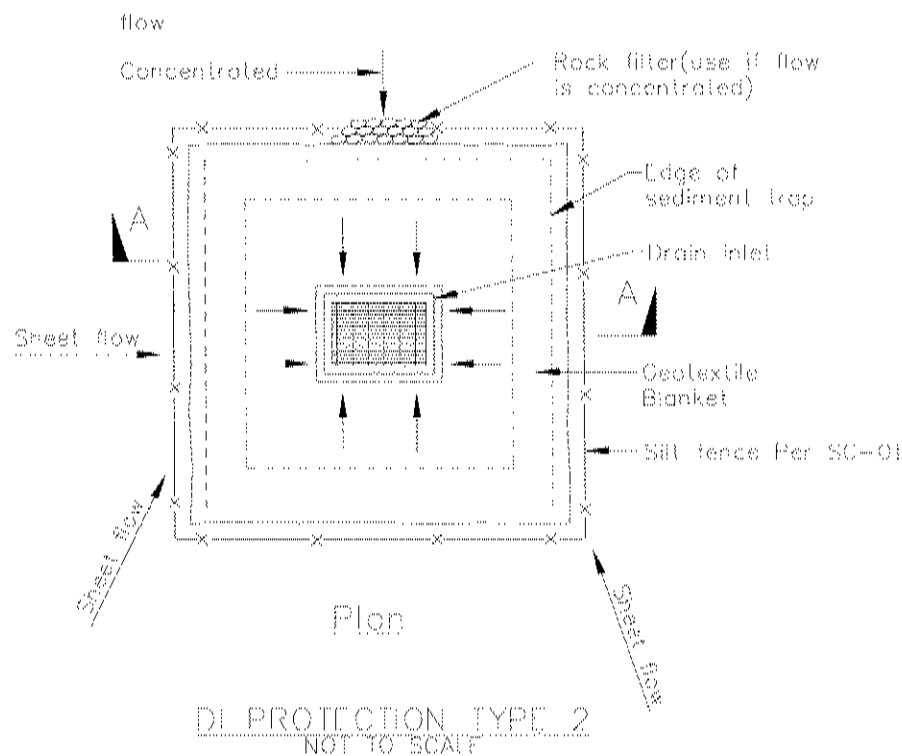 flow
Concentrated
Rock filter(use if flow
is concentrated)
Edge of
sediment trap
A
Drain inlet
A
Sheet flow
Geotextile
Blanket
Silt fence Per SC-01
Sheet flow
Sheet flow
Plan
DI PROTECTION TYPE 2
NOT TO SCALE